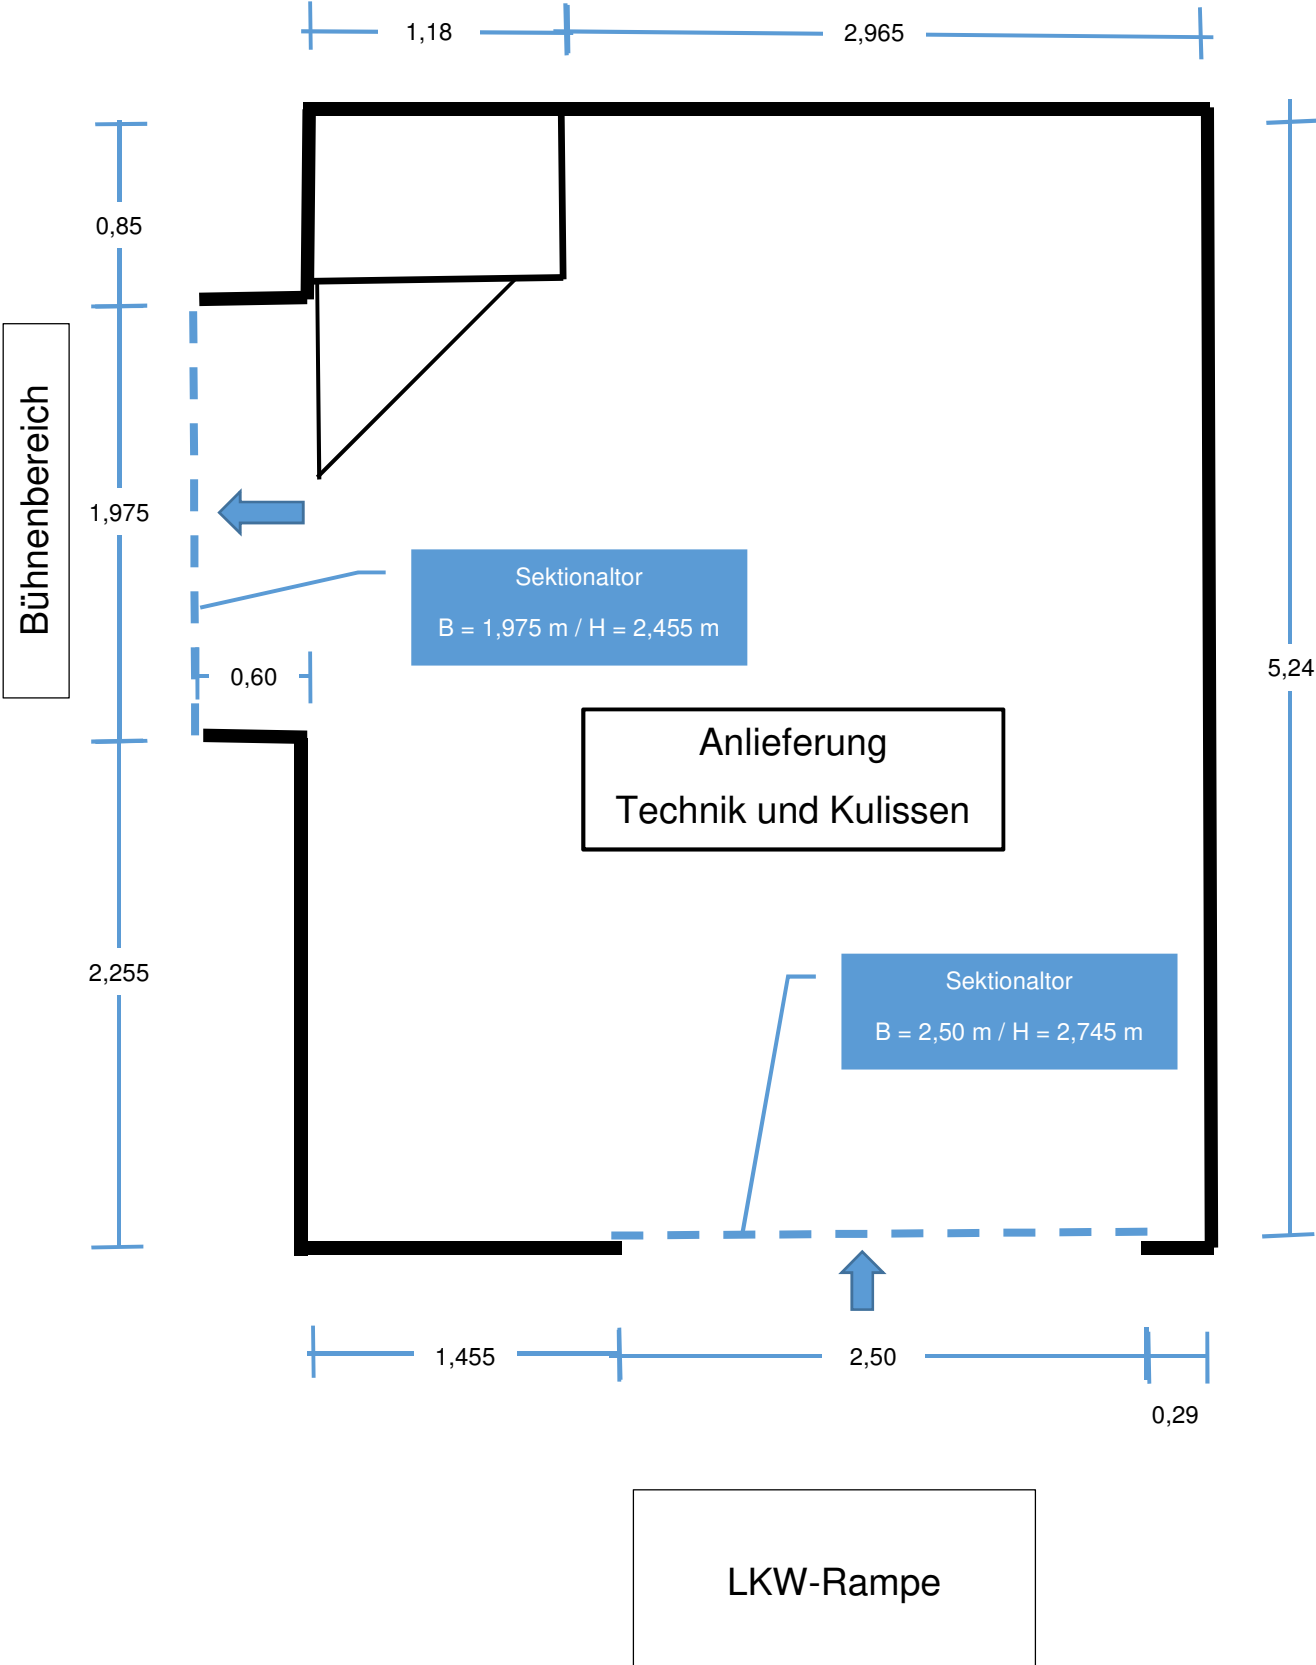 1,18
2,965
0,85
Bühnenbereich
1,975
Sektionaltor
B = 1,975 m / H = 2,455 m
0,60
5,24
Anlieferung
Technik und Kulissen
2,255
Sektionaltor
B = 2,50 m / H = 2,745 m
1,455
2,50
0,29
LKW-Rampe